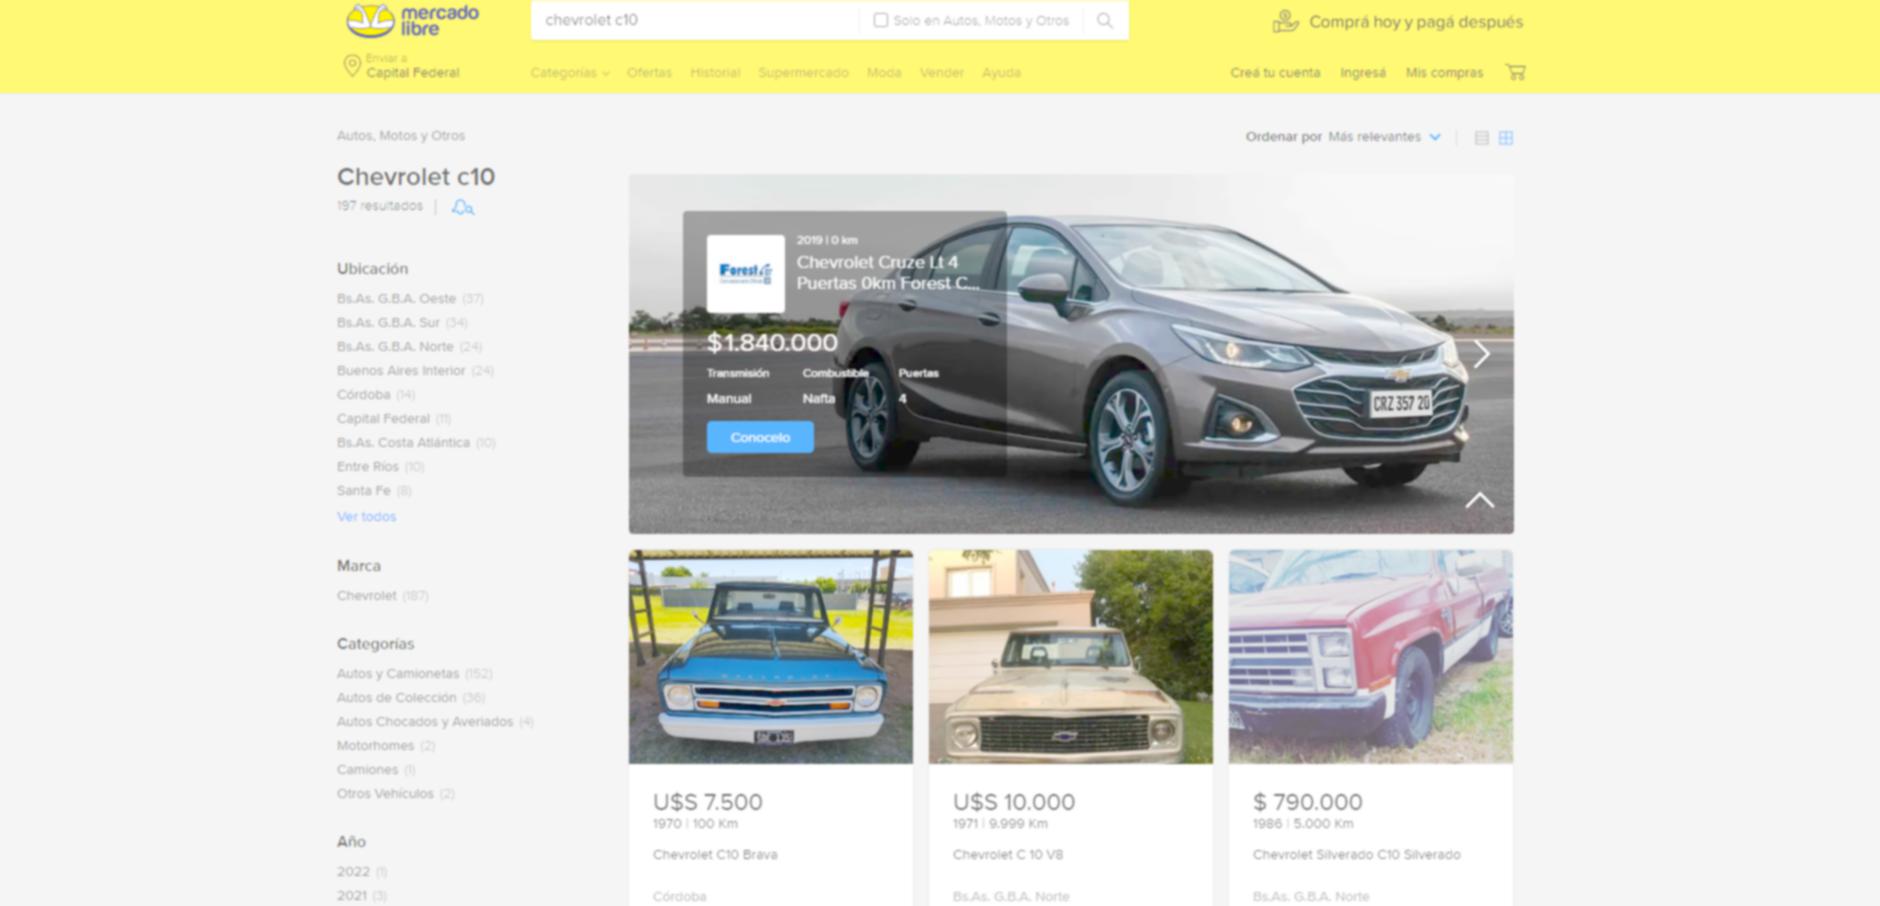 mercado
libre
chevrolet c10
Solo en Autos, Motos y Otros
Comprá hoy y pagá después
Enviar a
Capital Federal
Categorías
Ofertas
Historial
Supermercado
Moda
Vender
Ayuda
Creá tu cuenta
Ingresá
Mis compras
Autos, Motos y Otros
Ordenar por Más relevantes
Chevrolet c10
197 resultados
Ubicación
Bs.As. G.B.A. Oeste (37)
Bs.As. G.B.A. Sur (34)
Bs.As. G.B.A. Norte (24)
Buenos Aires Interior (24)
Córdoba (14)
Capital Federal (11)
Bs.As. Costa Atlántica (10)
Entre Ríos (10)
Santa Fe (8)
Ver todos
Marca
Chevrolet (187)
Categorías
Autos y Camionetas (152)
Autos de Colección (36)
Autos Chocados y Averiados (4)
Motorhomes (2)
Camiones (1)
Otros Vehículos (2)
Año
2022 (1)
2021 (3)
Forest
2019 | 0 km
Chevrolet Cruze Lt 4
Puertas 0km Forest C...
$1.840.000
Transmisión Combustible Puertas
Manual Nafta 4
Conocelo
CRZ 357 20
U$S 7.500
1970 | 100 Km
Chevrolet C10 Brava
Córdoba
U$S 10.000
1971 | 9.999 Km
Chevrolet C 10 V8
Bs.As. G.B.A. Norte
$ 790.000
1986 | 5.000 Km
Chevrolet Silverado C10 Silverado
Bs.As. G.B.A. Norte